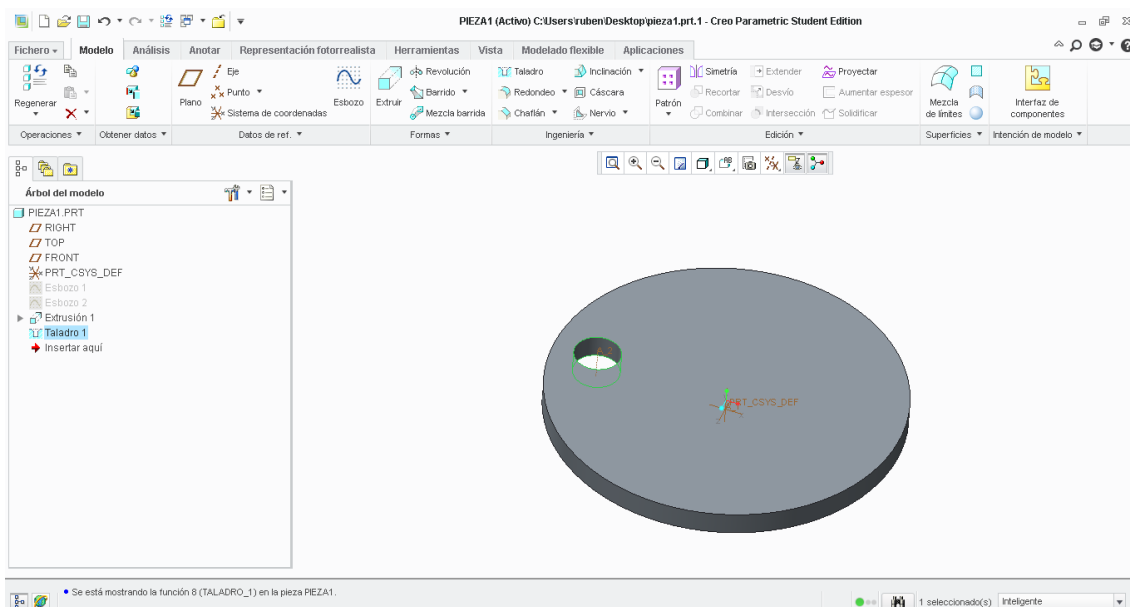 PIEZA1 (Activo) C:\Users\ruben\Desktop\pieza1.prt.1 - Creo Parametric Student Edition
Fichero Modelo Análisis Anotar Representación fotorrealista Herramientas Vista Modelado flexible Aplicaciones
Regenerar
Plano
Eje
Punto
Sistema de coordenadas
Esbozo
Extruir
Revolución
Barrido
Mezcla barrida
Taladro
Redondeo
Chaflán
Inclinación
Cáscara
Nervio
Patrón
Simetría
Recortar
Combinar
Extender
Desvío
Intersección
Proyectar
Aumentar espesor
Solidificar
Mezcla
de límites
Interfaz de
componentes
Operaciones Obtener datos Datos de ref. Formas Ingeniería Edición Superficies Intención de modelo
Árbol del modelo
PIEZA1.PRT
RIGHT
TOP
FRONT
PRT_CSYS_DEF
Esbozo 1
Esbozo 2
Extrusión 1
Taladro 1
Insertar aquí
A_2
PRT_CSYS_DEF
Se está mostrando la función 8 (TALADRO_1) en la pieza PIEZA1.
1 seleccionado(s) Inteligente